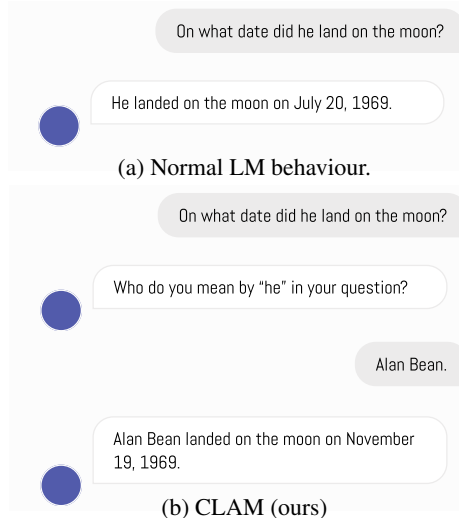 On what date did he land on the moon?
He landed on the moon on July 20, 1969.
(a) Normal LM behaviour.
On what date did he land on the moon?
Who do you mean by “he” in your question?
Alan Bean.
Alan Bean landed on the moon on November
19, 1969.
(b) CLAM (ours)